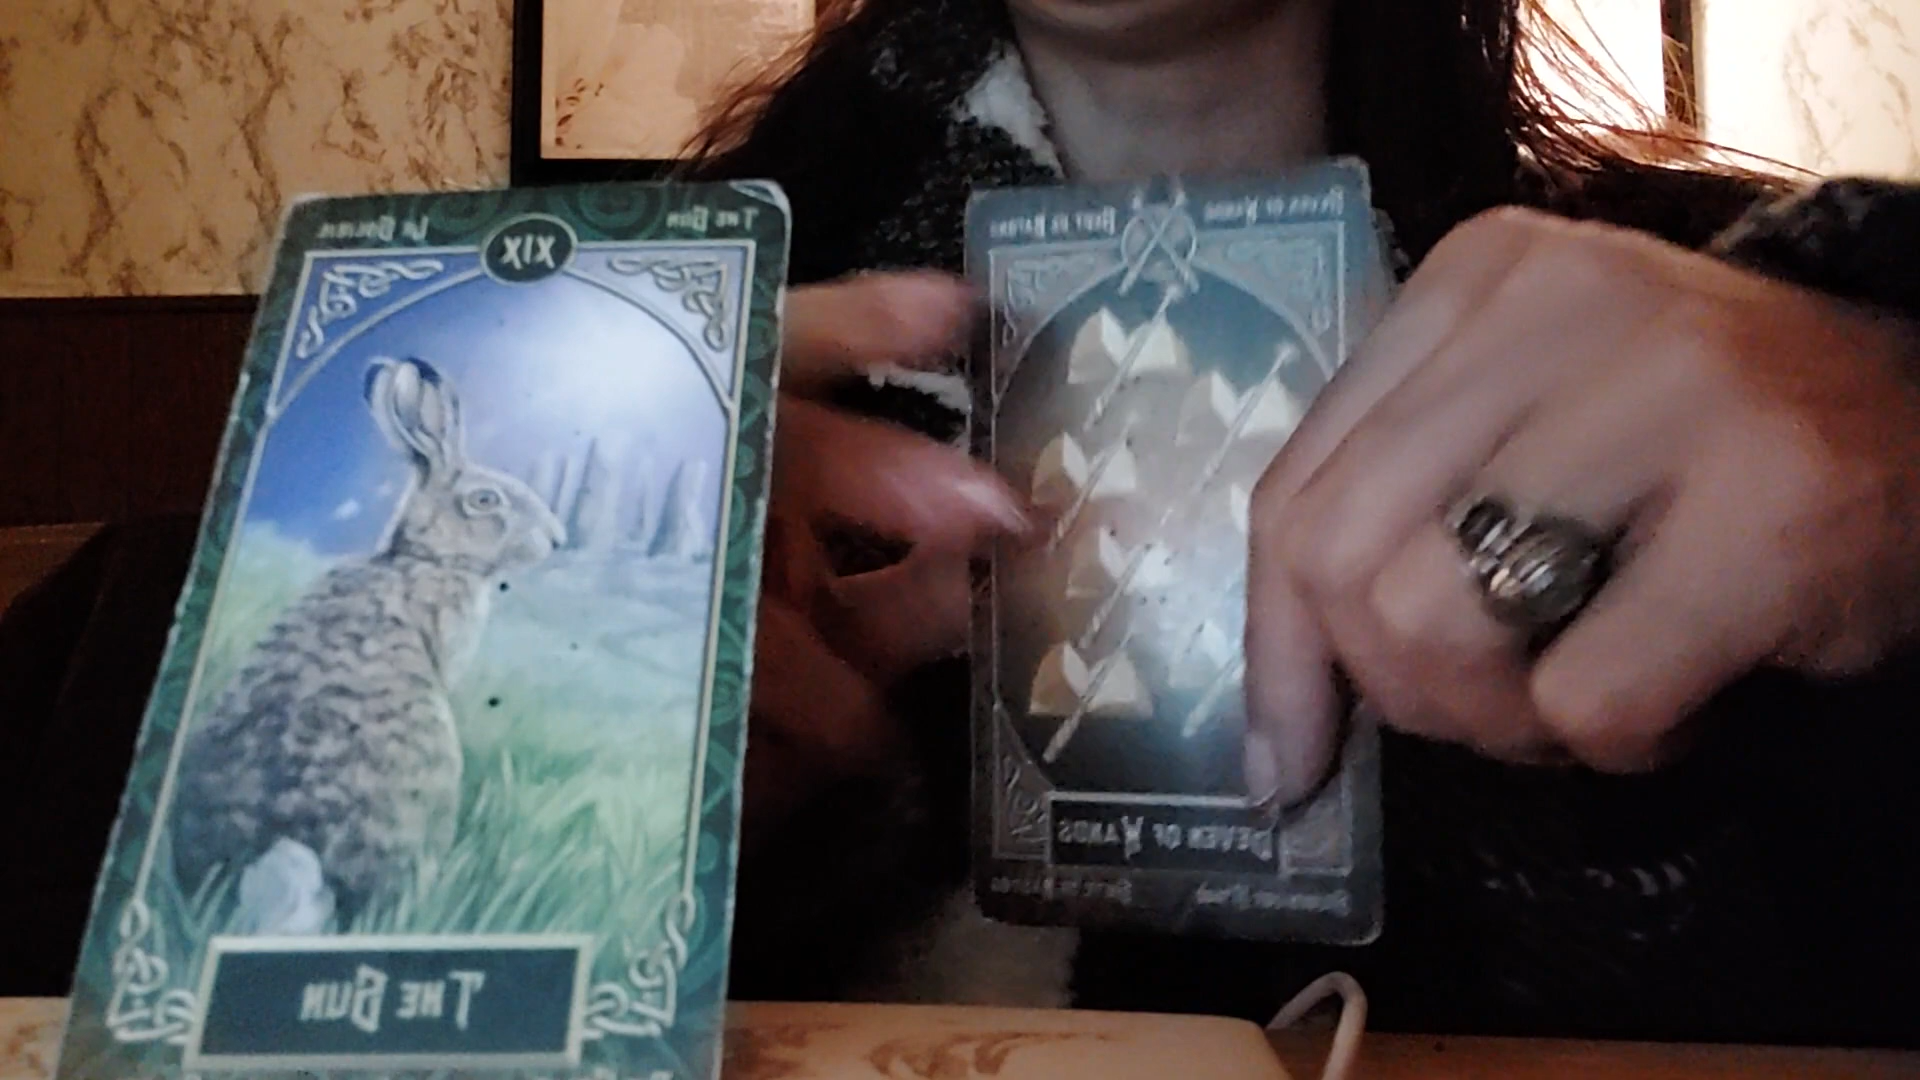 The Sun
XIX
Le Soleil
The Sun
Seven of Wands
Sept de Batons
Seven of Wands